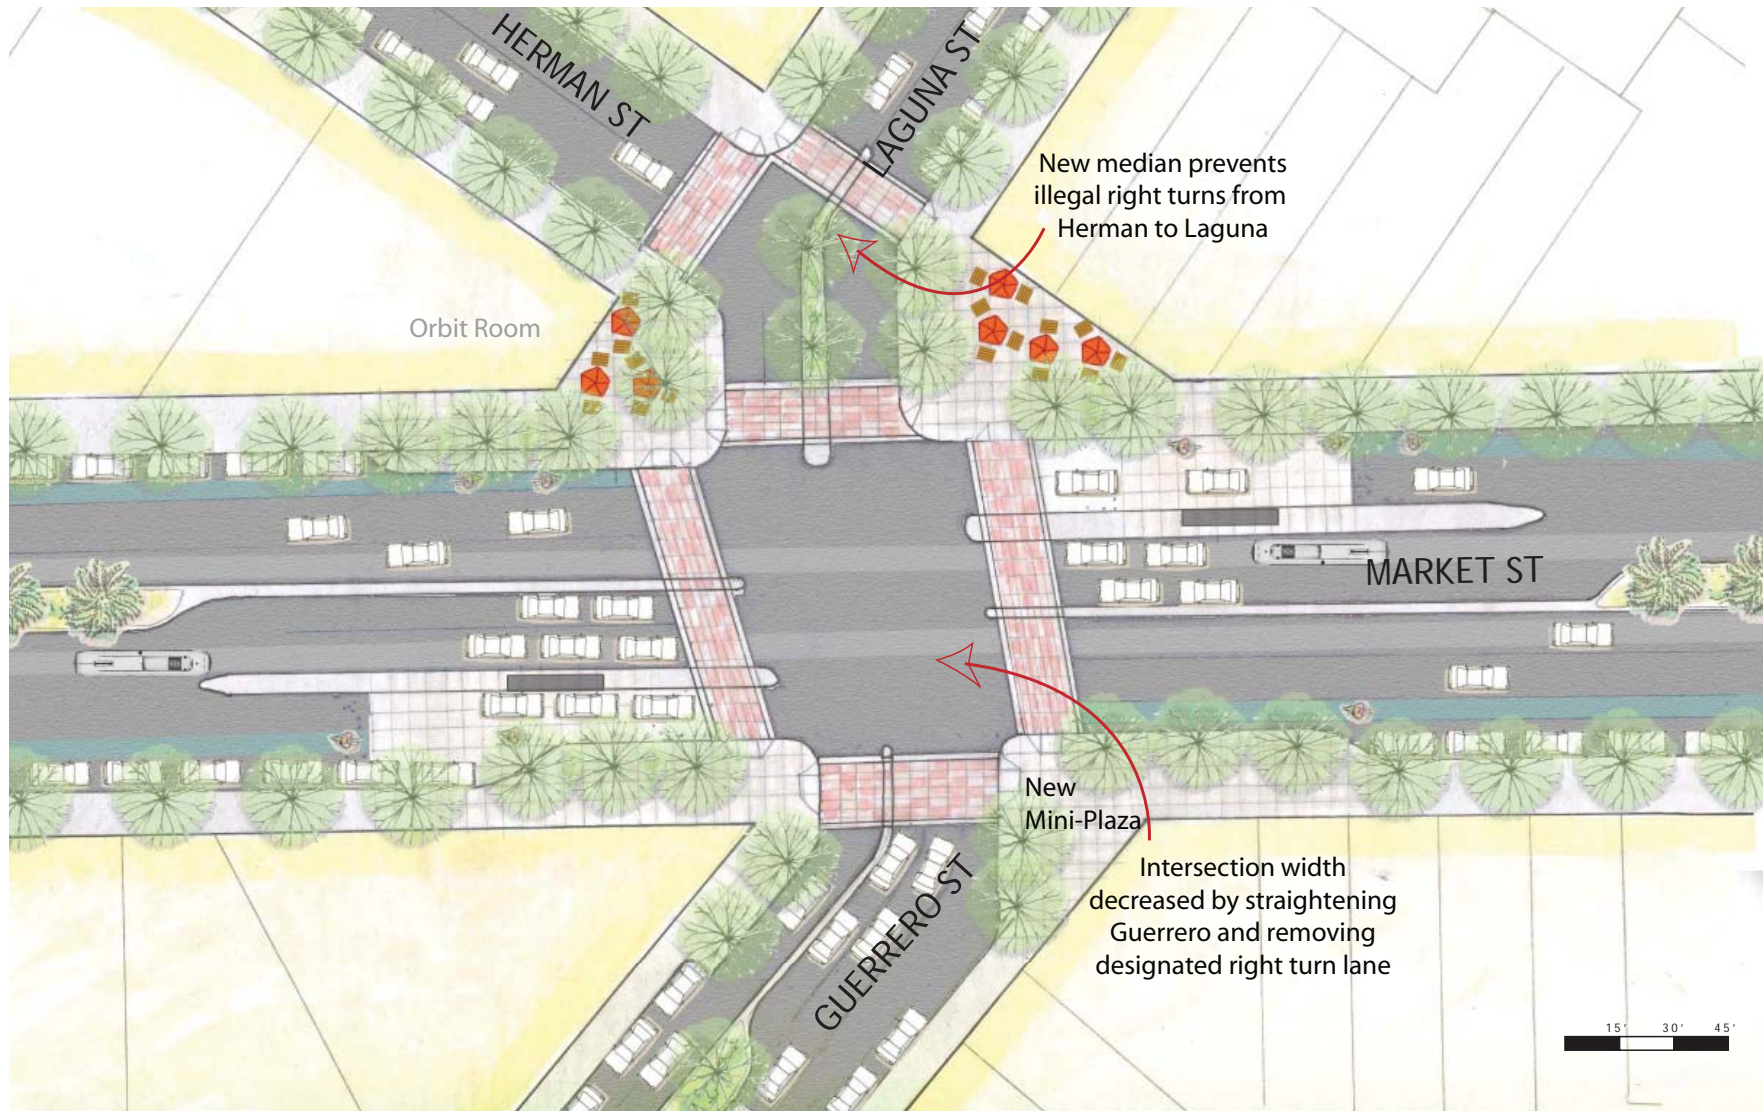 HERMAN ST
LAGUNA ST
New median prevents
illegal right turns from
Herman to Laguna
Orbit Room
MARKET ST
New
Mini-Plaza
Intersection width
decreased by straightening
Guerrero and removing
designated right turn lane
GUERRERO ST
15' 30' 45'